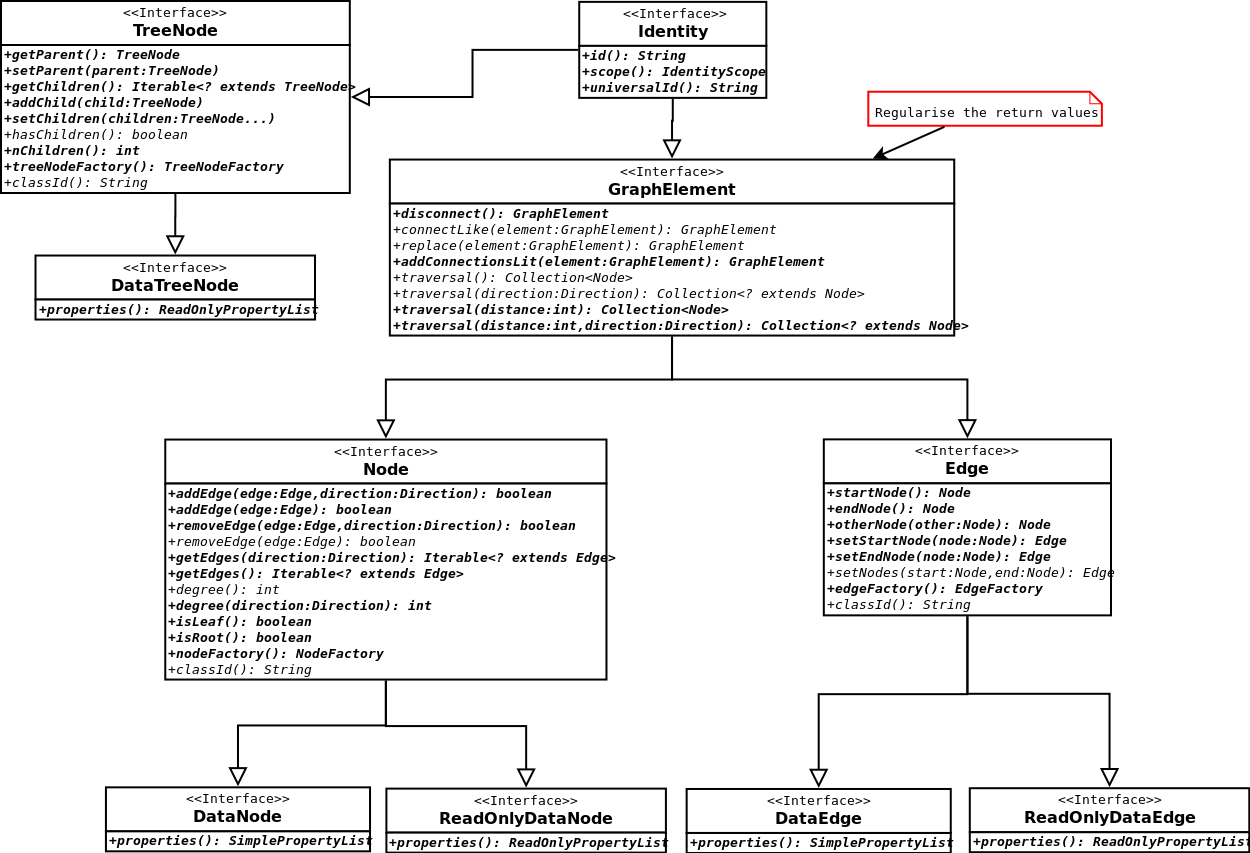 <<Interface>>
TreeNode
+getParent(): TreeNode
+setParent(parent:TreeNode)
+getChildren(): Iterable<? extends TreeNode>
+addChild(child:TreeNode)
+setChildren(children:TreeNode...)
+hasChildren(): boolean
+nChildren(): int
+treeNodeFactory(): TreeNodeFactory
+classId(): String
<<Interface>>
Identity
+id(): String
+scope(): IdentityScope
+universalId(): String
Regularise the return values
<<Interface>>
DataTreeNode
+properties(): ReadOnlyPropertyList
<<Interface>>
GraphElement
+disconnect(): GraphElement
+connectLike(element:GraphElement): GraphElement
+replace(element:GraphElement): GraphElement
+addConnectionsLit(element:GraphElement): GraphElement
+traversal(): Collection<Node>
+traversal(direction:Direction): Collection<? extends Node>
+traversal(distance:int): Collection<Node>
+traversal(distance:int,direction:Direction): Collection<? extends Node>
<<Interface>>
Node
+addEdge(edge:Edge,direction:Direction): boolean
+addEdge(edge:Edge): boolean
+removeEdge(edge:Edge,direction:Direction): boolean
+removeEdge(edge:Edge): boolean
+getEdges(direction:Direction): Iterable<? extends Edge>
+getEdges(): Iterable<? extends Edge>
+degree(): int
+degree(direction:Direction): int
+isLeaf(): boolean
+isRoot(): boolean
+nodeFactory(): NodeFactory
+classId(): String
<<Interface>>
Edge
+startNode(): Node
+endNode(): Node
+otherNode(other:Node): Node
+setStartNode(node:Node): Edge
+setEndNode(node:Node): Edge
+setNodes(start:Node,end:Node): Edge
+edgeFactory(): EdgeFactory
+classId(): String
<<Interface>>
DataNode
+properties(): SimplePropertyList
<<Interface>>
ReadOnlyDataNode
+properties(): ReadOnlyPropertyList
<<Interface>>
DataEdge
+properties(): SimplePropertyList
<<Interface>>
ReadOnlyDataEdge
+properties(): ReadOnlyPropertyList